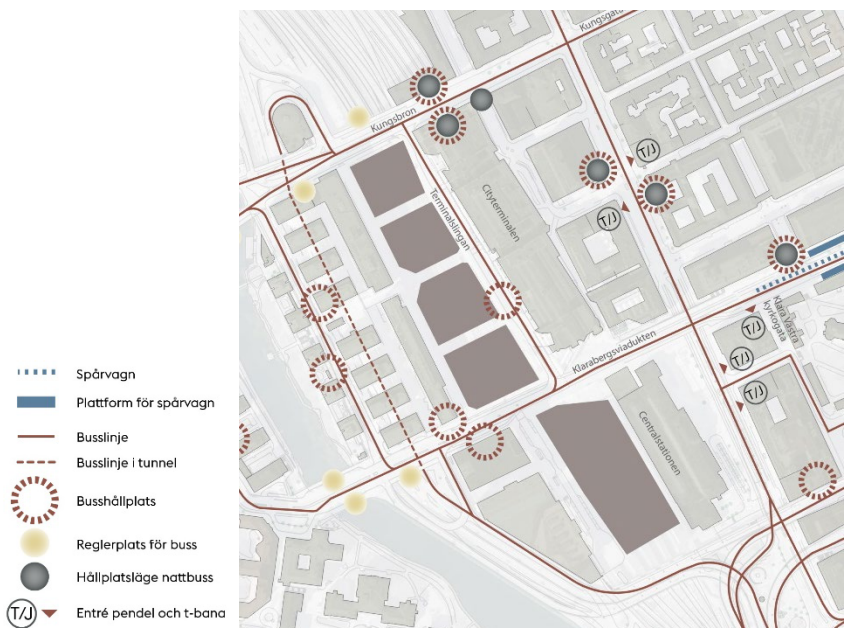 Spårvagn
Plattform för spårvagn
Busslinje
Busslinje i tunnel
Busshållplats
Reglerplats för buss
Hållplatsläge nattbuss
T/J
Entré pendel och t-bana
Kungsgat
Kungsbron
T/J
Cityterminalen
Terminalslingan
T/J
Klarabergsviadukten
Klara Västra
kyrkogata
T/J
T/J
T/J
Centralstationen